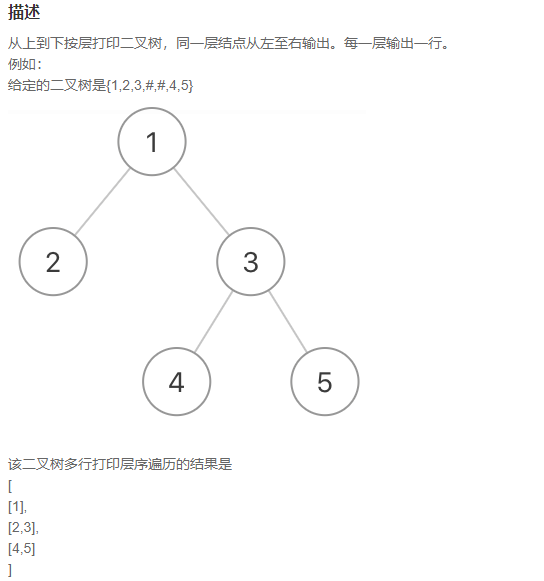 描述
从上到下按层打印二叉树，同一层结点从左至右输出。每一层输出一行。
例如：
给定的二叉树是{1,2,3,#,#,4,5}
1
2 3
4 5
该二叉树多行打印层序遍历的结果是
[
[1],
[2,3],
[4,5]
]